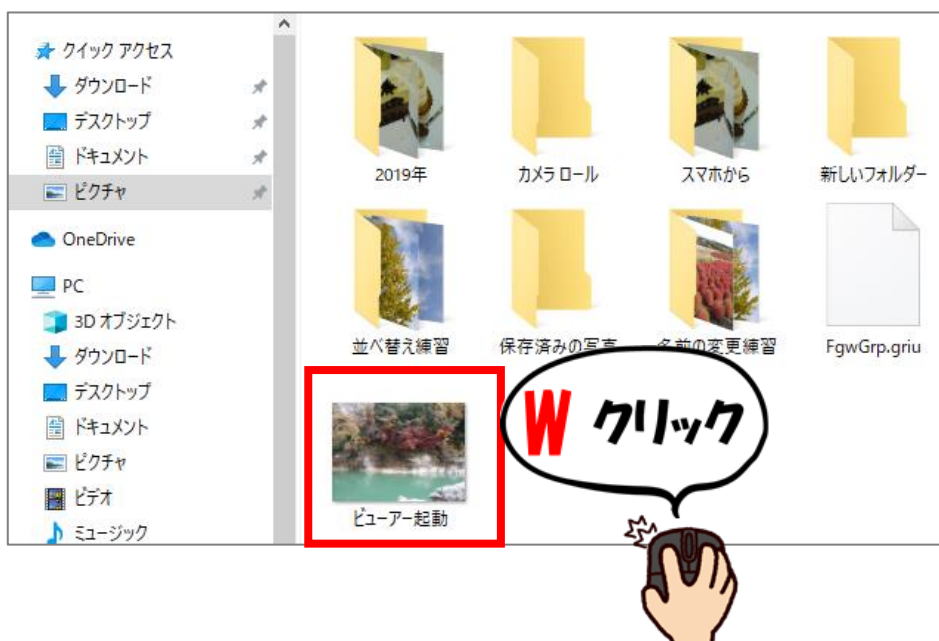 クイック アクセス
ダウンロード
デスクトップ
ドキュメント
ピクチャ
OneDrive
PC
3D オブジェクト
ダウンロード
デスクトップ
ドキュメント
ピクチャ
ビデオ
ミュージック
2019年
カメラ ロール
スマホから
新しいフォルダー
並べ替え練習
保存済みの写真
名前の変更練習
FgwGrp.griu
ビューアー起動
W クリック